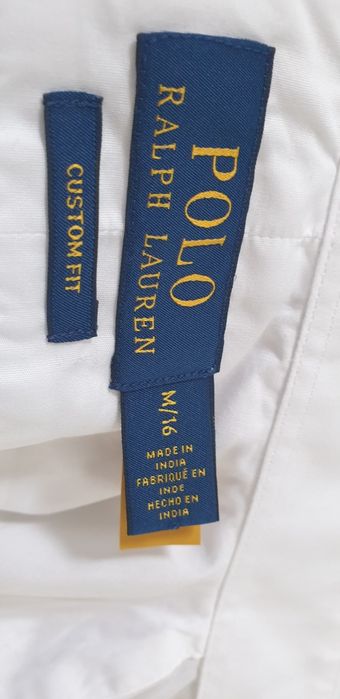 POLO
RALPH LAUREN
CUSTOM FIT
M/16
MADE IN
INDIA
FABRIQUÉ EN
INDE
HECHO EN
INDIA